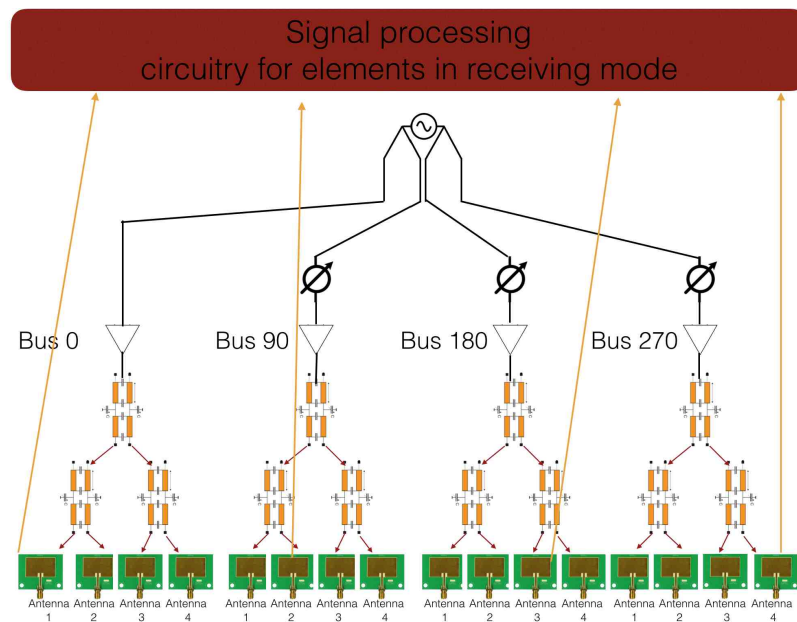 Signal processing
circuitry for elements in receiving mode
Bus 0
Bus 90
Bus 180
Bus 270
Antenna
1
Antenna
2
Antenna
3
Antenna
4
Antenna
1
Antenna
2
Antenna
3
Antenna
4
Antenna
1
Antenna
2
Antenna
3
Antenna
4
Antenna
1
Antenna
2
Antenna
3
Antenna
4